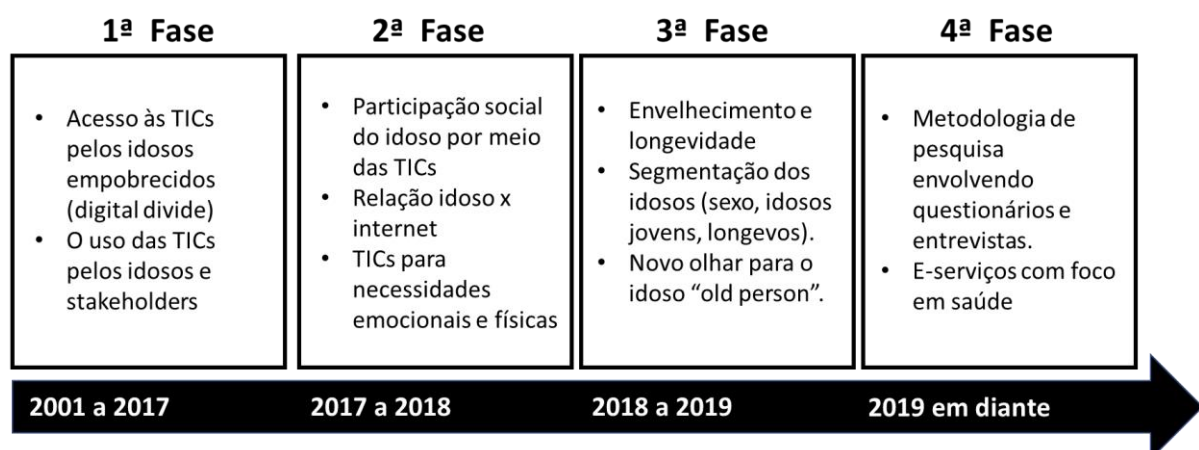 1ª Fase
• Acesso às TICs
pelos idosos
empobrecidos
(digital divide)
• O uso das TICs
pelos idosos e
stakeholders
2ª Fase
• Participação social
do idoso por meio
das TICs
• Relação idoso x
internet
• TICs para
necessidades
emocionais e físicas
3ª Fase
• Envelhecimento e
longevidade
• Segmentação dos
idosos (sexo, idosos
jovens, longevos).
• Novo olhar para o
idoso “old person”.
4ª Fase
• Metodologia de
pesquisa
envolvendo
questionários e
entrevistas.
• E-serviços com foco
em saúde
2001 a 2017
2017 a 2018
2018 a 2019
2019 em diante